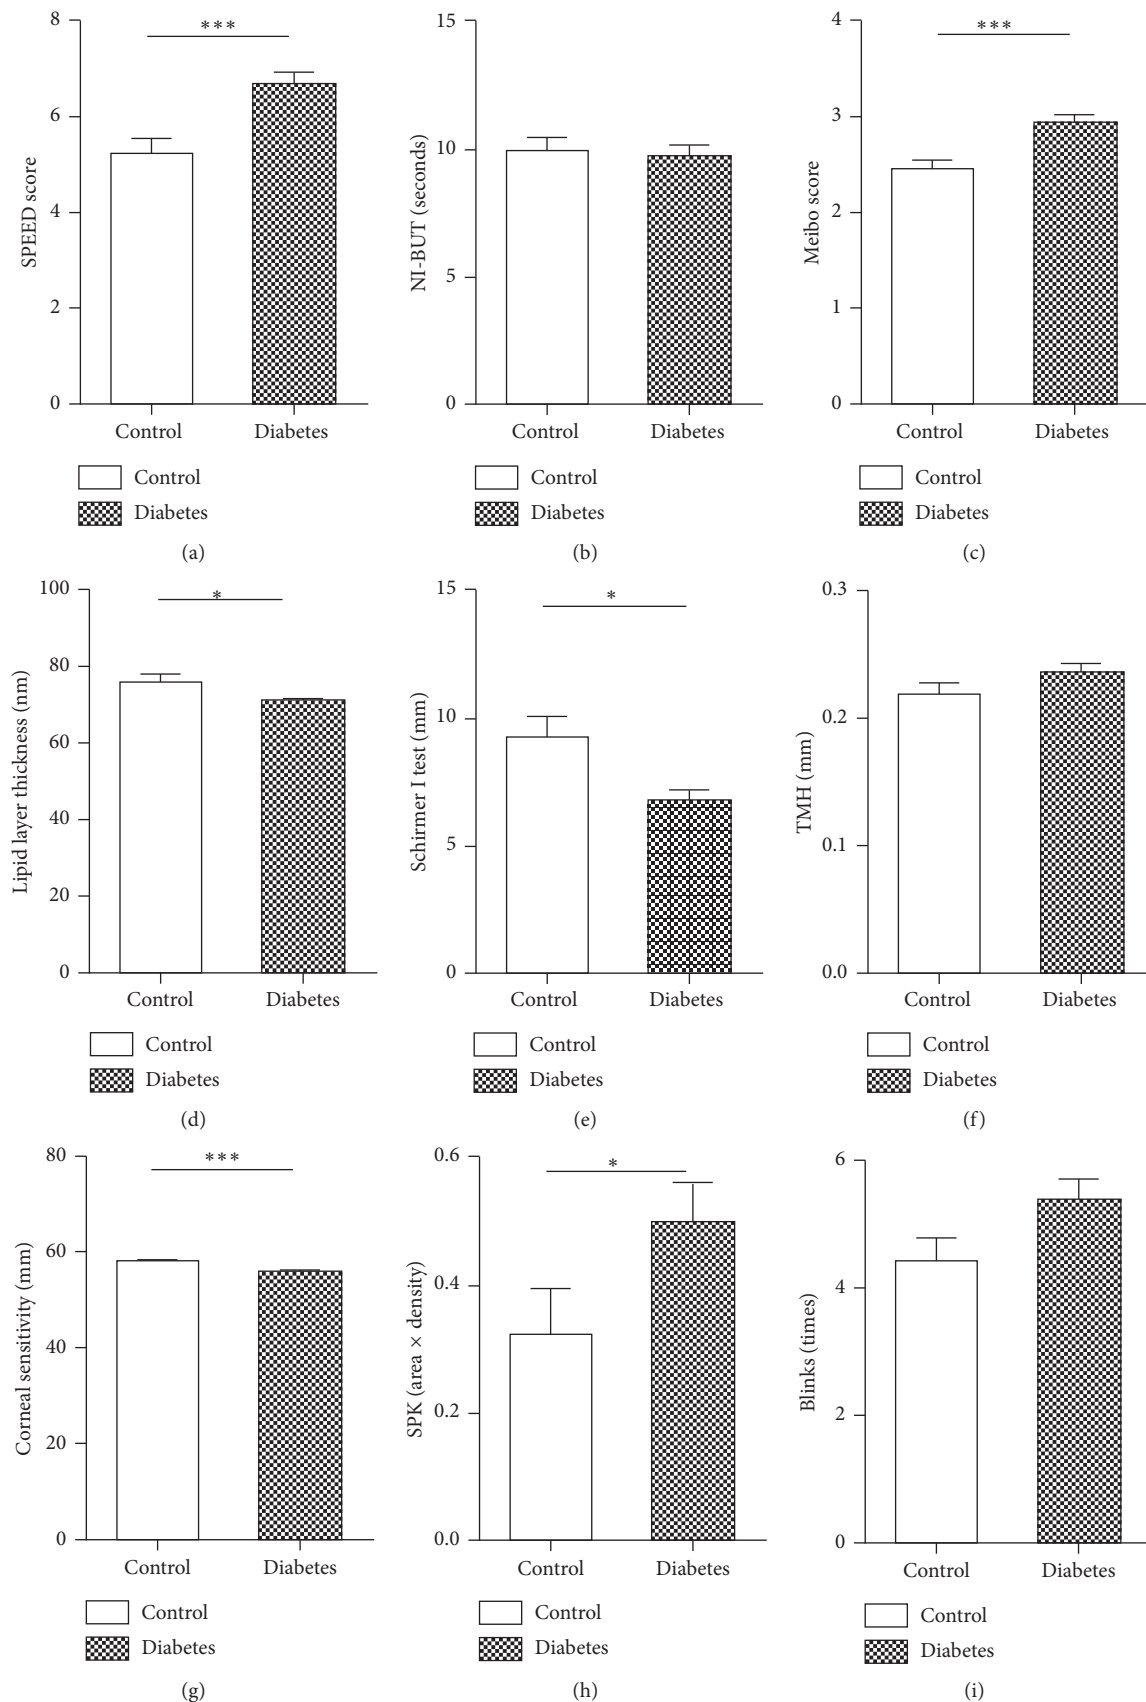 SPEED score
***
8
6
4
2
0
Control
Diabetes
Control
Diabetes
(a)
NI-BUT (seconds)
15
10
5
0
Control
Diabetes
Control
Diabetes
(b)
Meibo score
***
4
3
2
1
0
Control
Diabetes
Control
Diabetes
(c)
Lipid layer thickness (nm)
*
100
80
60
40
20
0
Control
Diabetes
Control
Diabetes
(d)
Schirmer I test (mm)
*
15
10
5
0
Control
Diabetes
Control
Diabetes
(e)
TMH (mm)
0.3
0.2
0.1
0.0
Control
Diabetes
Control
Diabetes
(f)
Corneal sensitivity (mm)
***
80
60
40
20
0
Control
Diabetes
Control
Diabetes
(g)
SPK (area × density)
*
0.6
0.4
0.2
0.0
Control
Diabetes
Control
Diabetes
(h)
Blinks (times)
6
4
2
0
Control
Diabetes
Control
Diabetes
(i)